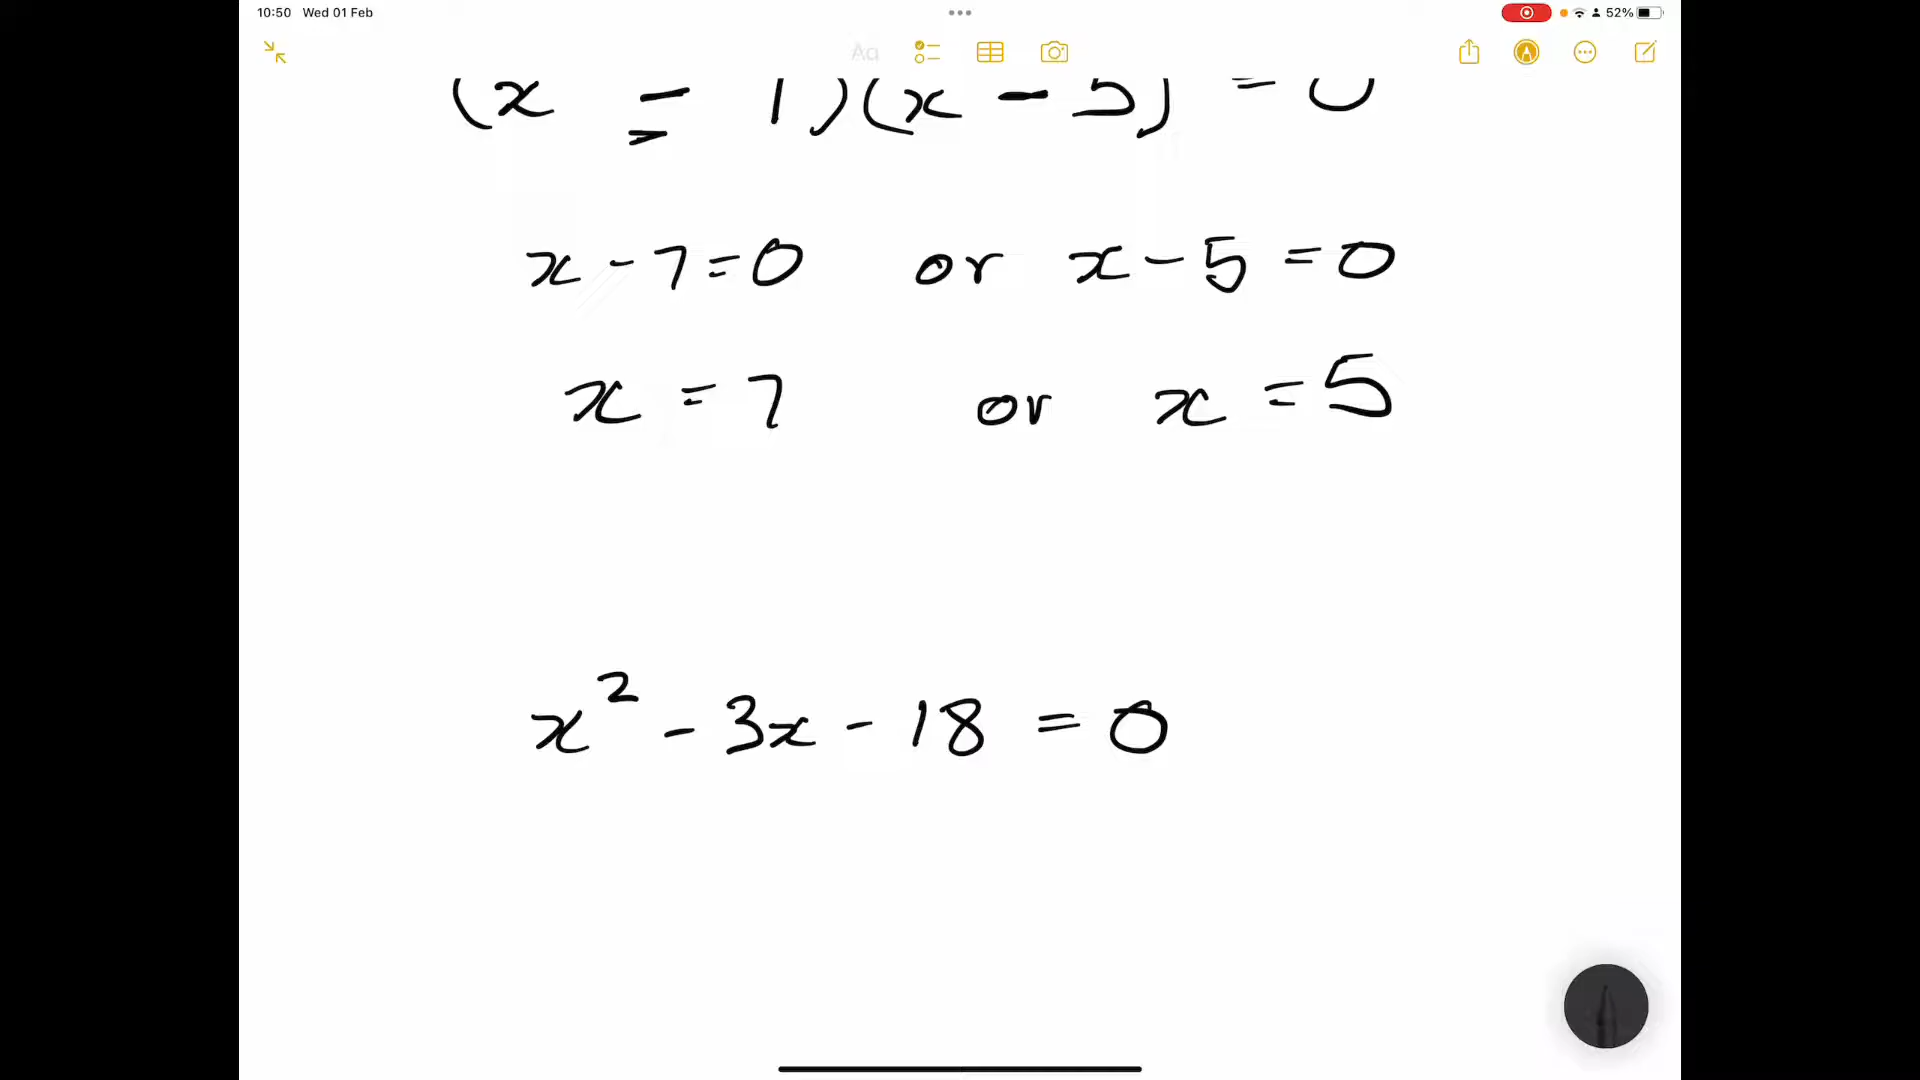 10:50 Wed 01 Feb
52%
Aa
(x - 7)(x - 5) = 0
x - 7 = 0 or x - 5 = 0
x = 7 or x = 5
x² - 3x - 18 = 0